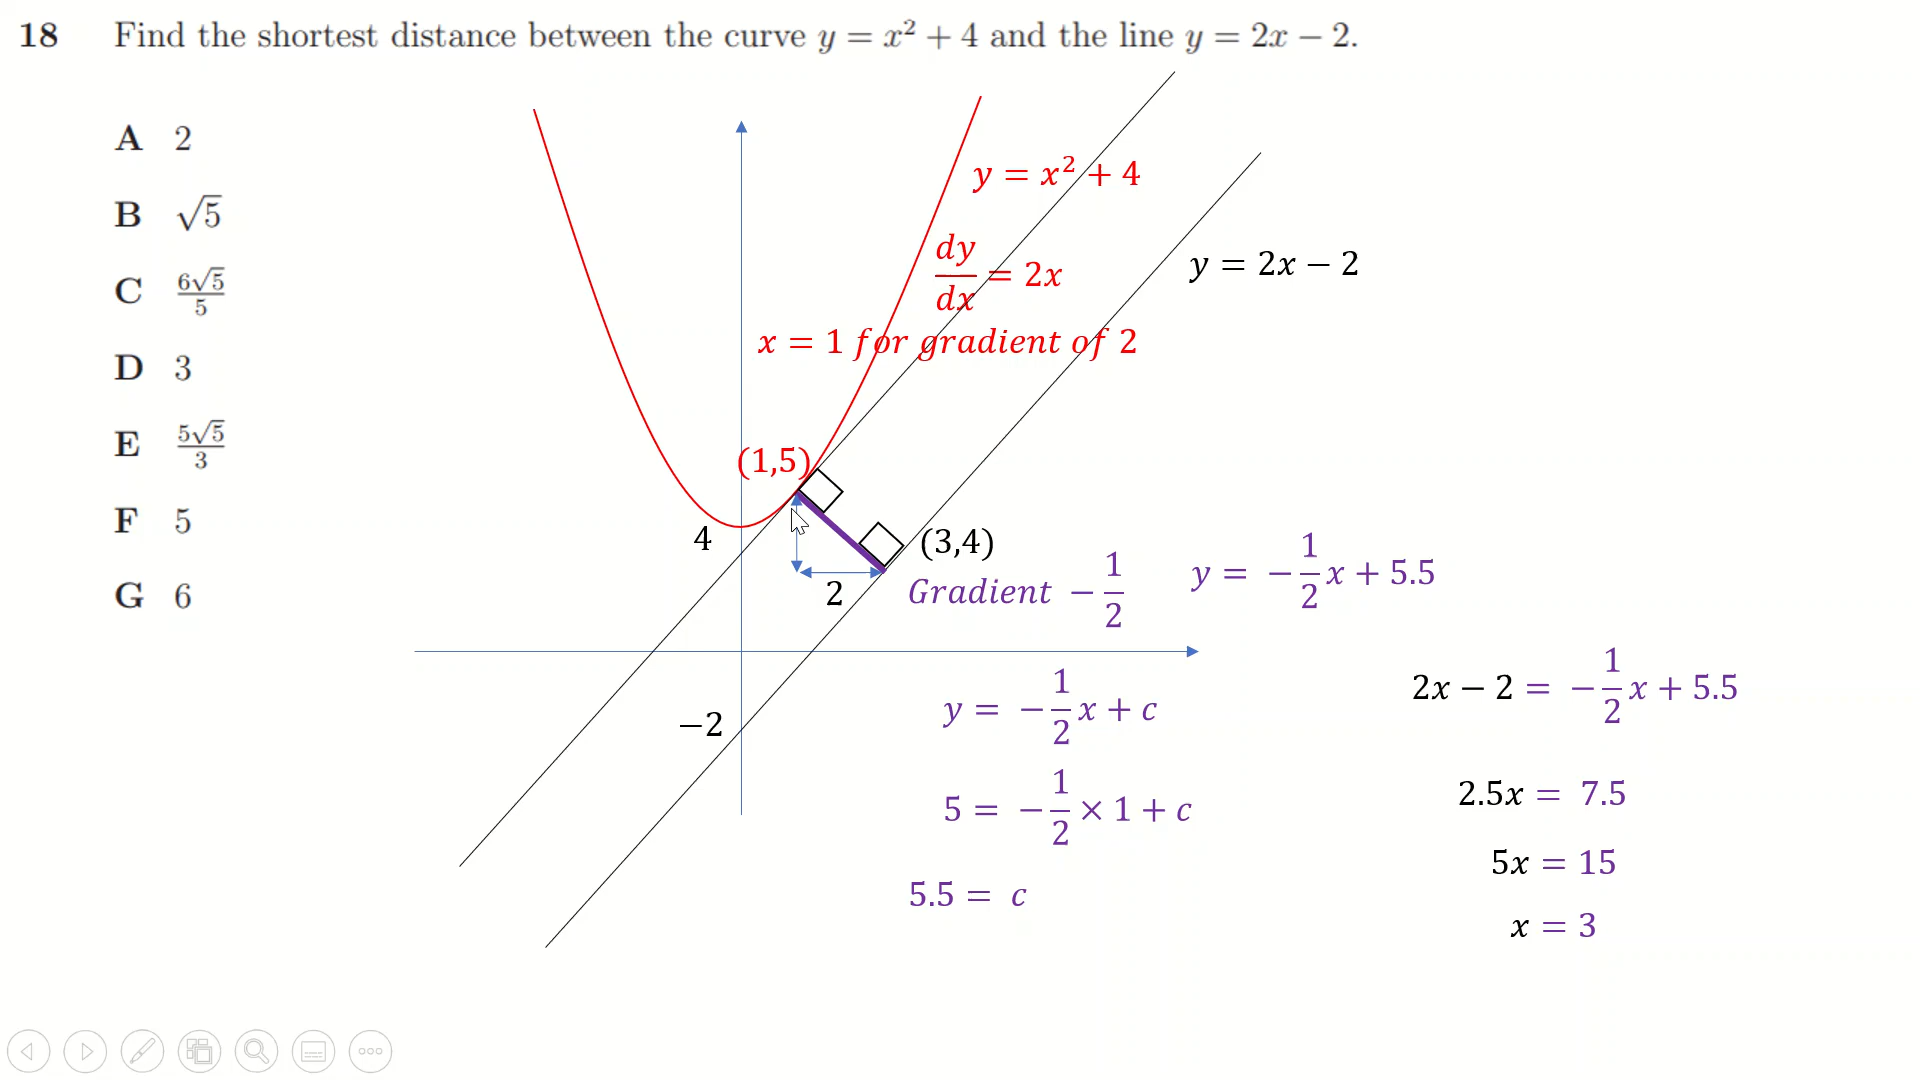 18 Find the shortest distance between the curve y = x² + 4 and the line y = 2x − 2.
A 2
B √5
C 6√5/5
D 3
E 5√5/3
F 5
G 6
y = x² + 4
dy/dx = 2x
x = 1 for gradient of 2
y = 2x − 2
(1,5)
4
(3,4)
2
Gradient −1/2
y = −1/2x + 5.5
−2
y = −1/2x + c
5 = −1/2 × 1 + c
5.5 = c
2x − 2 = −1/2x + 5.5
2.5x = 7.5
5x = 15
x = 3